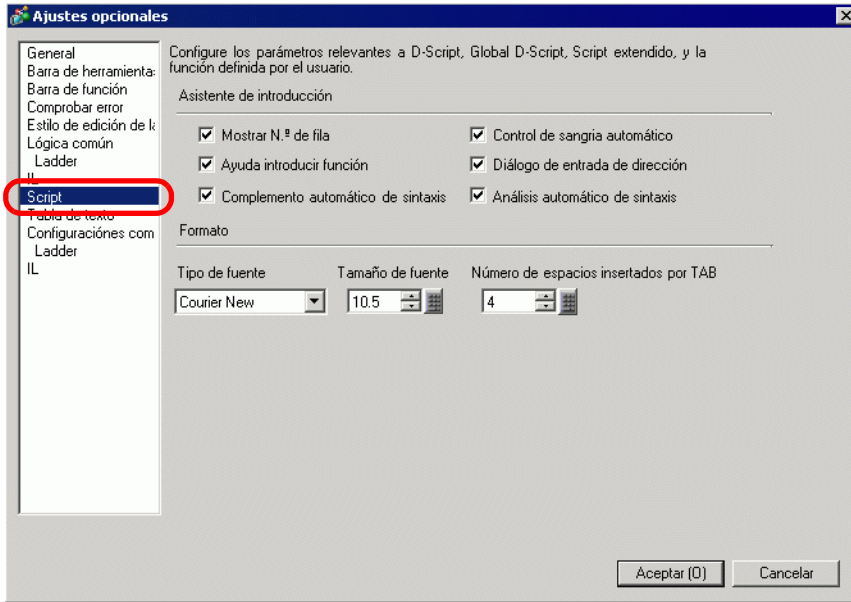 Ajustes opcionales
General
Barra de herramienta:
Barra de función
Comprobar error
Estilo de edición de la
Lógica común
Ladder
IL
Script
Tabla de texto
Configuraciónes com
Ladder
IL
Configure los parámetros relevantes a D-Script, Global D-Script, Script extendido, y la
función definida por el usuario.
Asistente de introducción
Mostrar N.º de fila
Control de sangria automático
Ayuda introducir función
Diálogo de entrada de dirección
Complemento automático de sintaxis
Análisis automático de sintaxis
Formato
Tipo de fuente
Tamaño de fuente
Número de espacios insertados por TAB
Courier New
10.5
4
Aceptar (O)
Cancelar